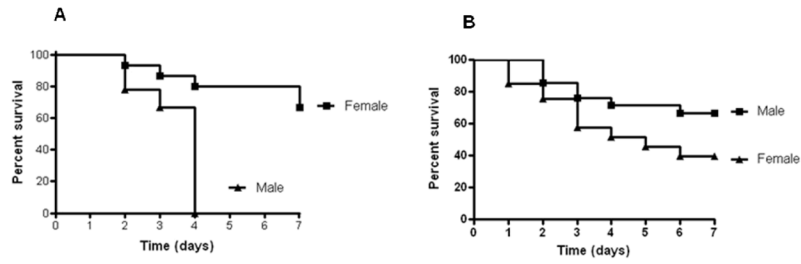 A
Percent survival
100
80
60
40
20
0
0 1 2 3 4 5 6 7
Time (days)
Female
Male
B
Percent survival
100
80
60
40
20
0
0 1 2 3 4 5 6 7
Time (days)
Male
Female